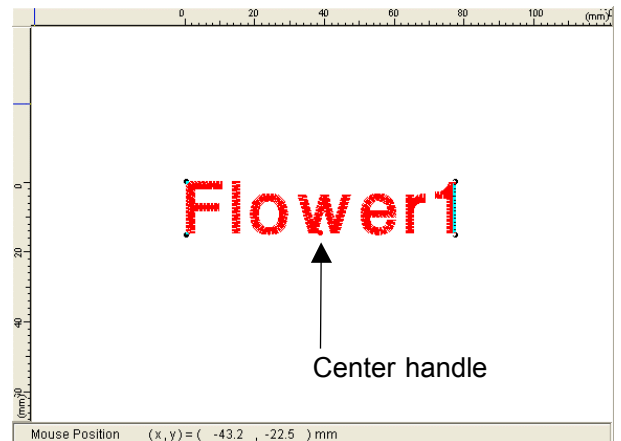 0 20 40 60 80 (mm)
0
Flower1
20
40
Center handle
(mm)
Mouse Position (x,y)=( -43.2 , -22.5 ) mm